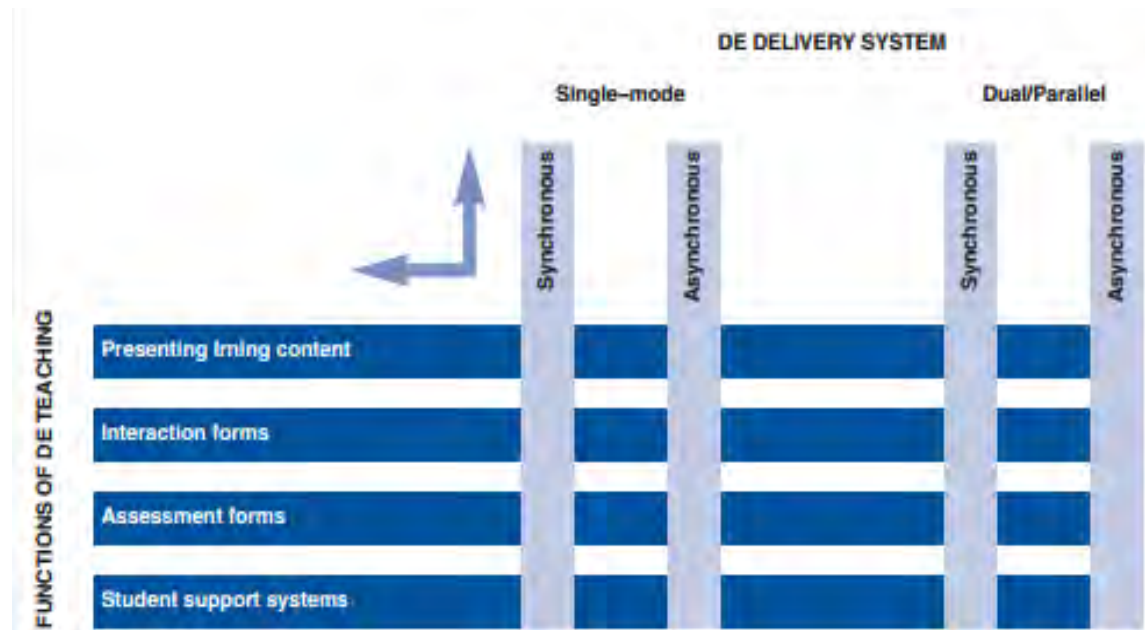 DE DELIVERY SYSTEM
Single–mode
Dual/Parallel
Synchronous
Asynchronous
Synchronous
Asynchronous
FUNCTIONS OF DE TEACHING
Presenting lrning content
Interaction forms
Assessment forms
Student support systems